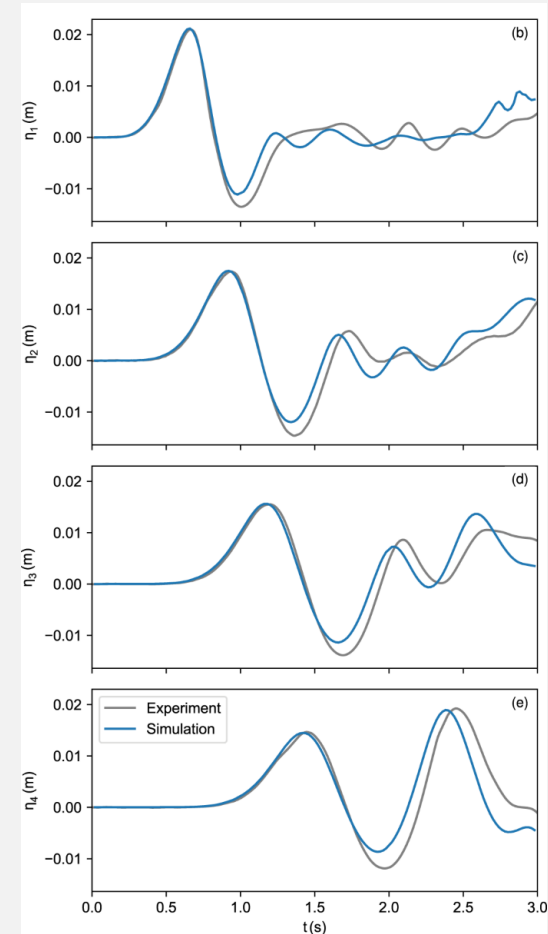 (b)
0.02
0.01
0.00
−0.01
η₁ (m)
(c)
0.02
0.01
0.00
−0.01
η₂ (m)
(d)
0.02
0.01
0.00
−0.01
η₃ (m)
(e)
Experiment
Simulation
0.02
0.01
0.00
−0.01
η₄ (m)
0.0 0.5 1.0 1.5 2.0 2.5 3.0
t (s)